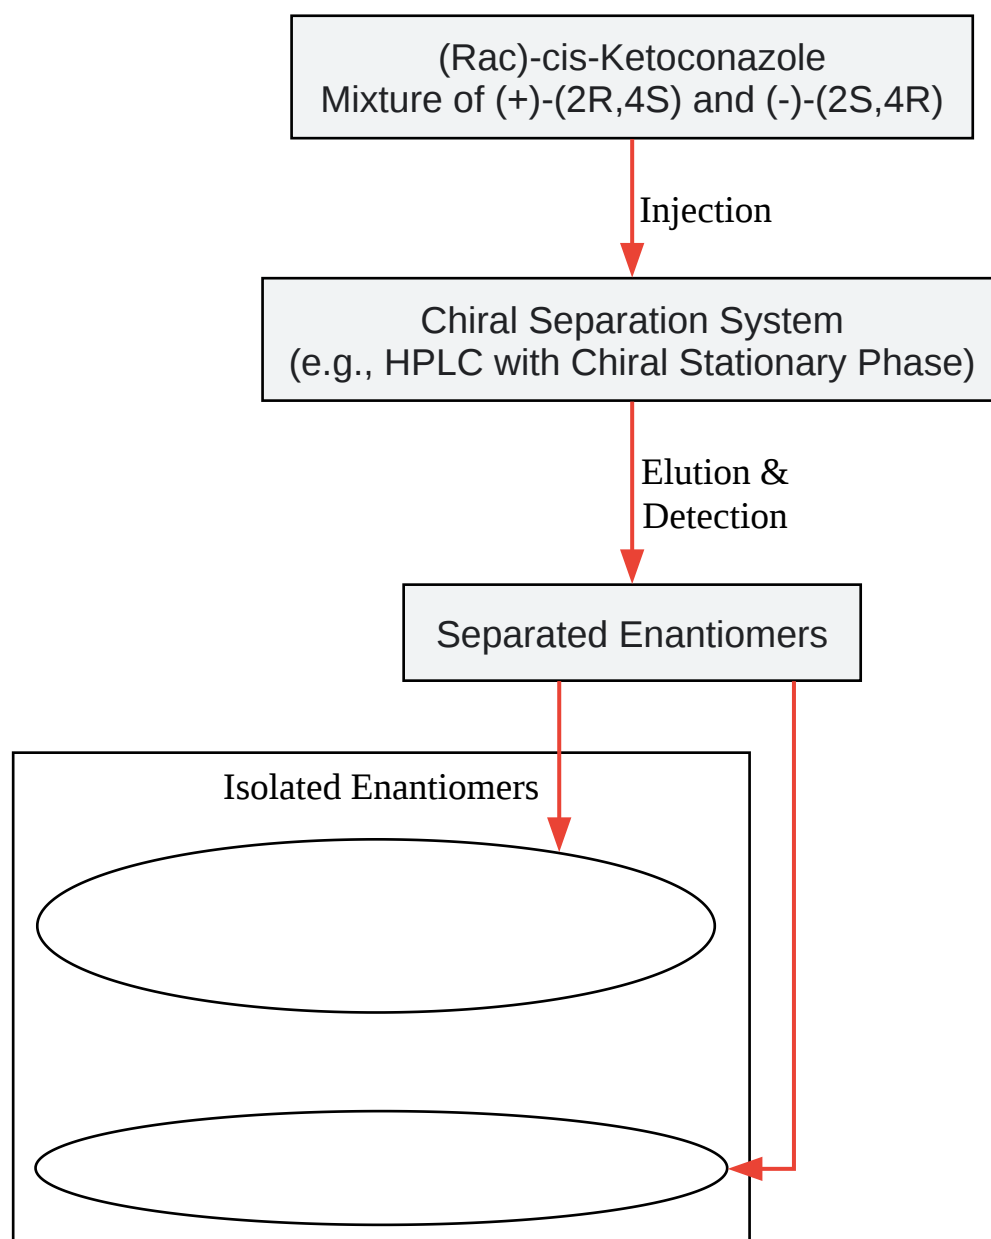 (Rac)-cis-Ketoconazole
Mixture of (+)-(2R,4S) and (-)-(2S,4R)
Injection
Chiral Separation System
(e.g., HPLC with Chiral Stationary Phase)
Elution &
Detection
Separated Enantiomers
Isolated Enantiomers